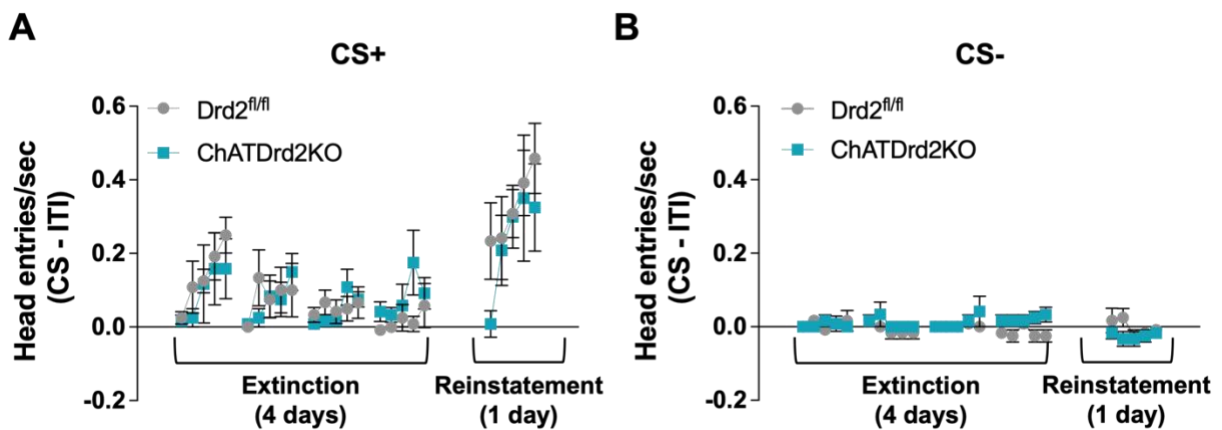 A
CS+
Head entries/sec
(CS - ITI)
0.6
0.4
0.2
0.0
-0.2
Drd2fl/fl
ChATDrd2KO
Extinction
(4 days)
Reinstatement
(1 day)
B
CS-
Head entries/sec
(CS - ITI)
0.6
0.4
0.2
0.0
-0.2
Drd2fl/fl
ChATDrd2KO
Extinction
(4 days)
Reinstatement
(1 day)